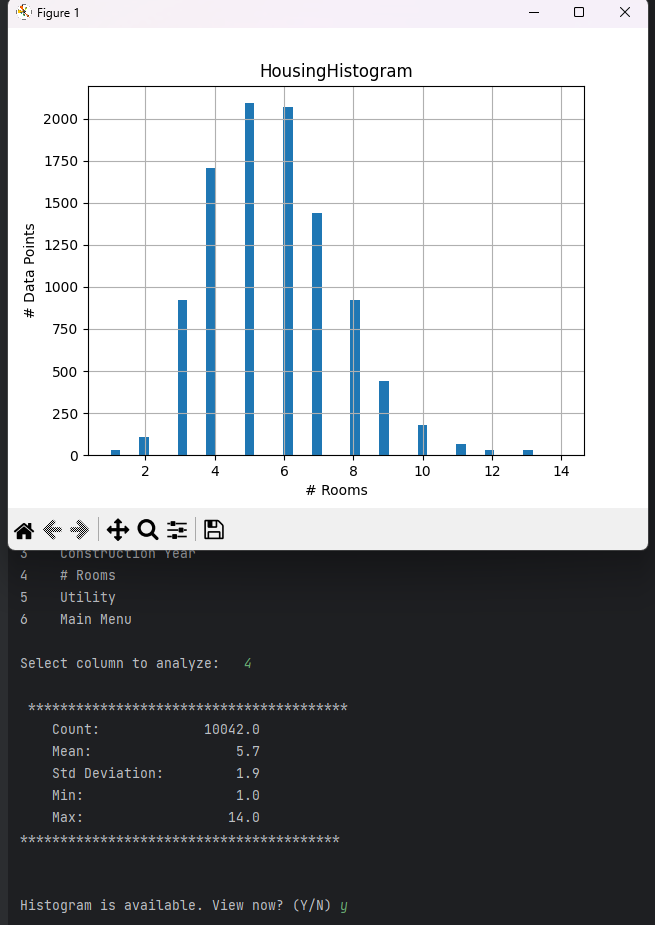 Figure 1
HousingHistogram
2000
1750
1500
1250
1000
750
500
250
0
# Data Points
2 4 6 8 10 12 14
# Rooms
3 Construction Year
4 # Rooms
5 Utility
6 Main Menu
Select column to analyze: 4
****************************************
Count: 10042.0
Mean: 5.7
Std Deviation: 1.9
Min: 1.0
Max: 14.0
****************************************
Histogram is available. View now? (Y/N) y